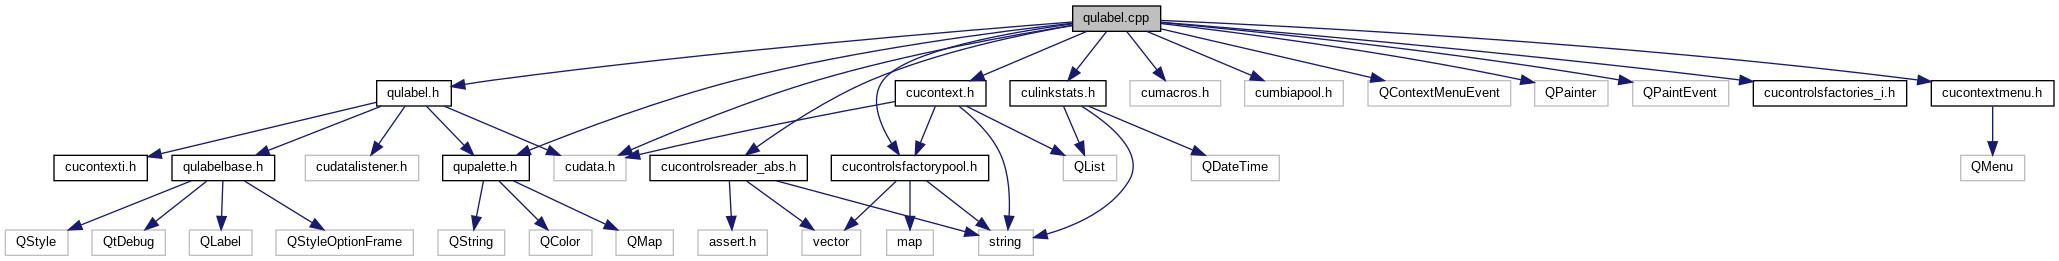 qulabel.cpp
qulabel.h
cucontext.h
culinkstats.h
cumacros.h
cumbiapool.h
QContextMenuEvent
QPainter
QPaintEvent
cucontrolsfactories_i.h
cucontextmenu.h
cucontexti.h
qulabelbase.h
cudatalistener.h
qupalette.h
cudata.h
cucontrolsreader_abs.h
cucontrolsfactorypool.h
QList
QDateTime
QMenu
QStyle
QtDebug
QLabel
QStyleOptionFrame
QString
QColor
QMap
assert.h
vector
map
string